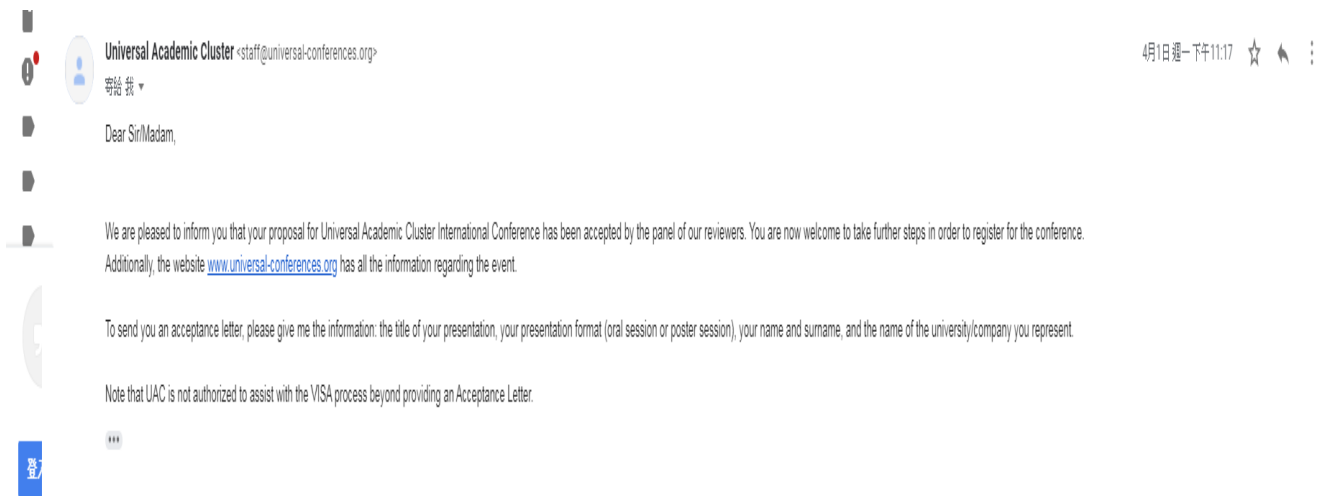 Universal Academic Cluster <staff@universal-conferences.org>
4月1日 週一 下午11:17
寄給 我
Dear Sir/Madam,
We are pleased to inform you that your proposal for Universal Academic Cluster International Conference has been accepted by the panel of our reviewers. You are now welcome to take further steps in order to register for the conference.
Additionally, the website www.universal-conferences.org has all the information regarding the event.
To send you an acceptance letter, please give me the information: the title of your presentation, your presentation format (oral session or poster session), your name and surname, and the name of the university/company you represent.
Note that UAC is not authorized to assist with the VISA process beyond providing an Acceptance Letter.
登